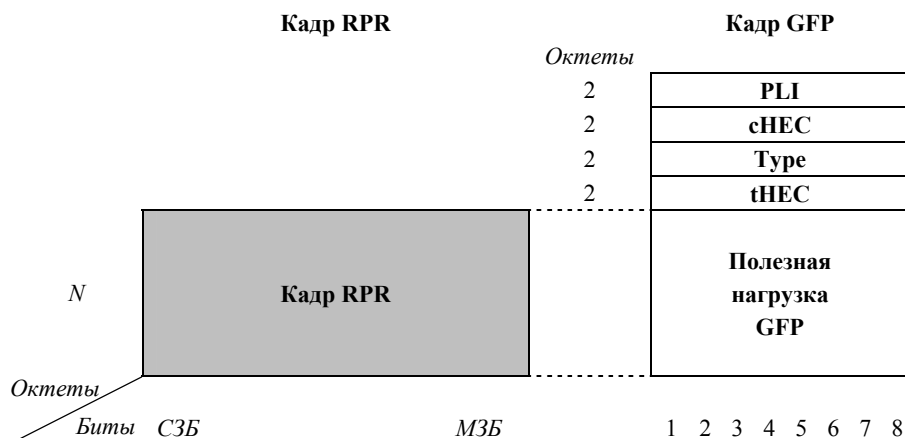 Кадр RPR Кадр GFP
Октеты
2 PLI
2 cHEC
2 Type
2 tHEC
Полезная
N Кадр RPR нагрузка
GFP
Октеты
Биты СЗБ МЗБ 1 2 3 4 5 6 7 8